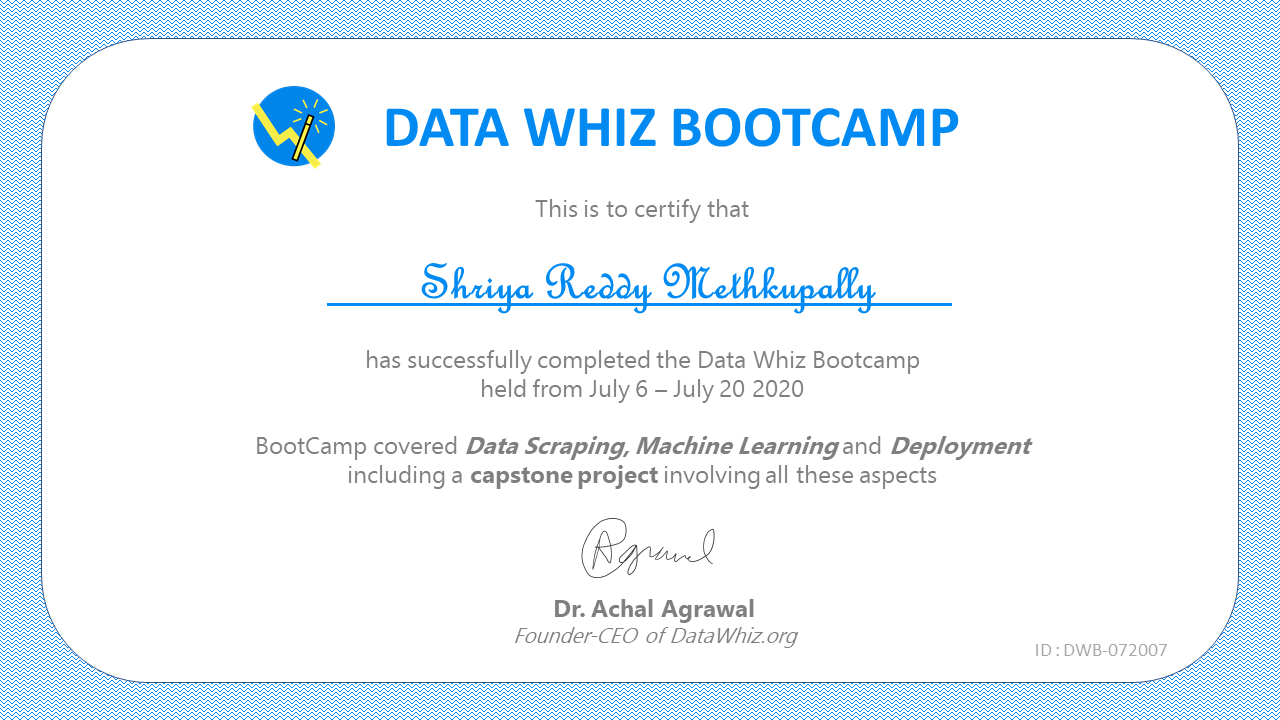 DATA WHIZ BOOTCAMP
This is to certify that
Shriya Reddy Methkupally
has successfully completed the Data Whiz Bootcamp
held from July 6 – July 20 2020
BootCamp covered Data Scraping, Machine Learning and Deployment
including a capstone project involving all these aspects
Agrawal
Dr. Achal Agrawal
Founder-CEO of DataWhiz.org
ID : DWB-072007